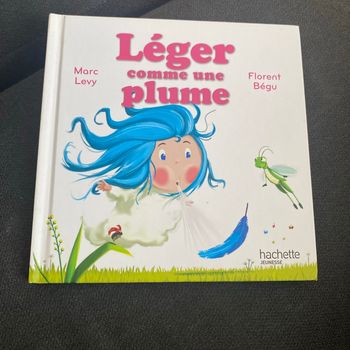 Léger
comme une
plume
Marc
Levy
Florent
Bégu
hachette
JEUNESSE